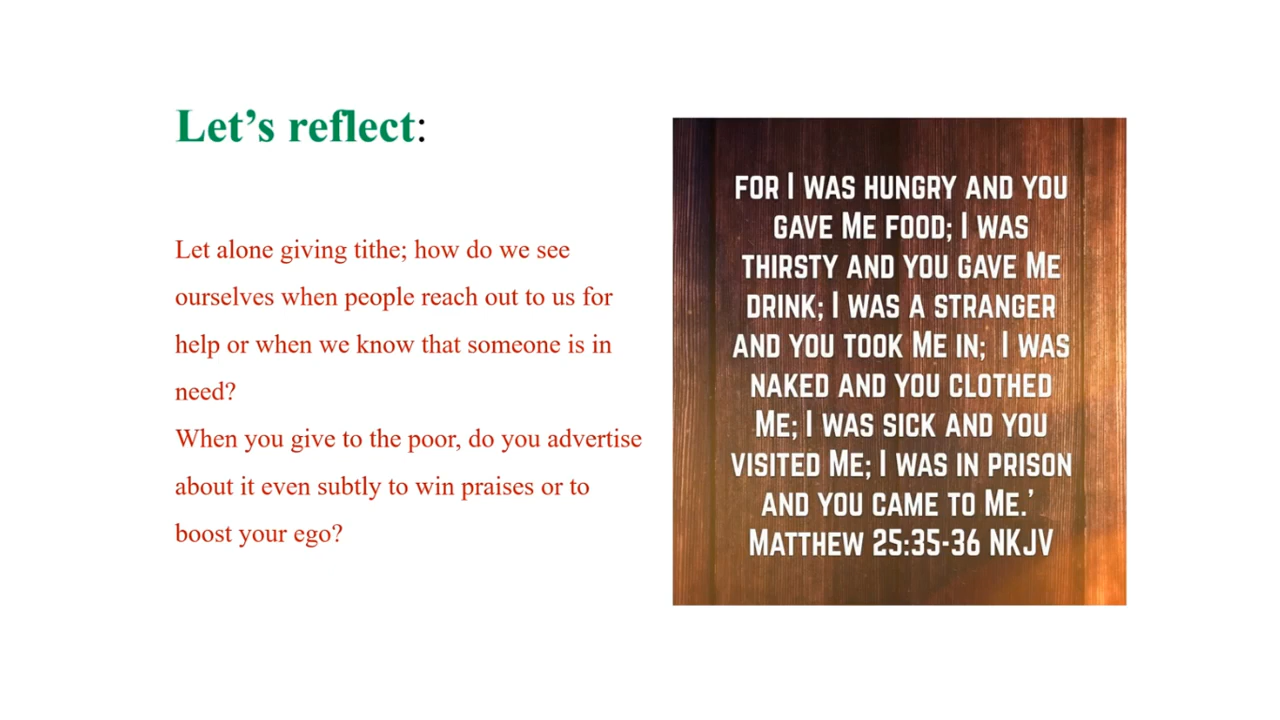 Let's reflect:
Let alone giving tithe; how do we see
ourselves when people reach out to us for
help or when we know that someone is in
need?
When you give to the poor, do you advertise
about it even subtly to win praises or to
boost your ego?
FOR I WAS HUNGRY AND YOU
GAVE ME FOOD; I WAS
THIRSTY AND YOU GAVE ME
DRINK; I WAS A STRANGER
AND YOU TOOK ME IN; I WAS
NAKED AND YOU CLOTHED
ME; I WAS SICK AND YOU
VISITED ME; I WAS IN PRISON
AND YOU CAME TO ME.'
MATTHEW 25:35-36 NKJV